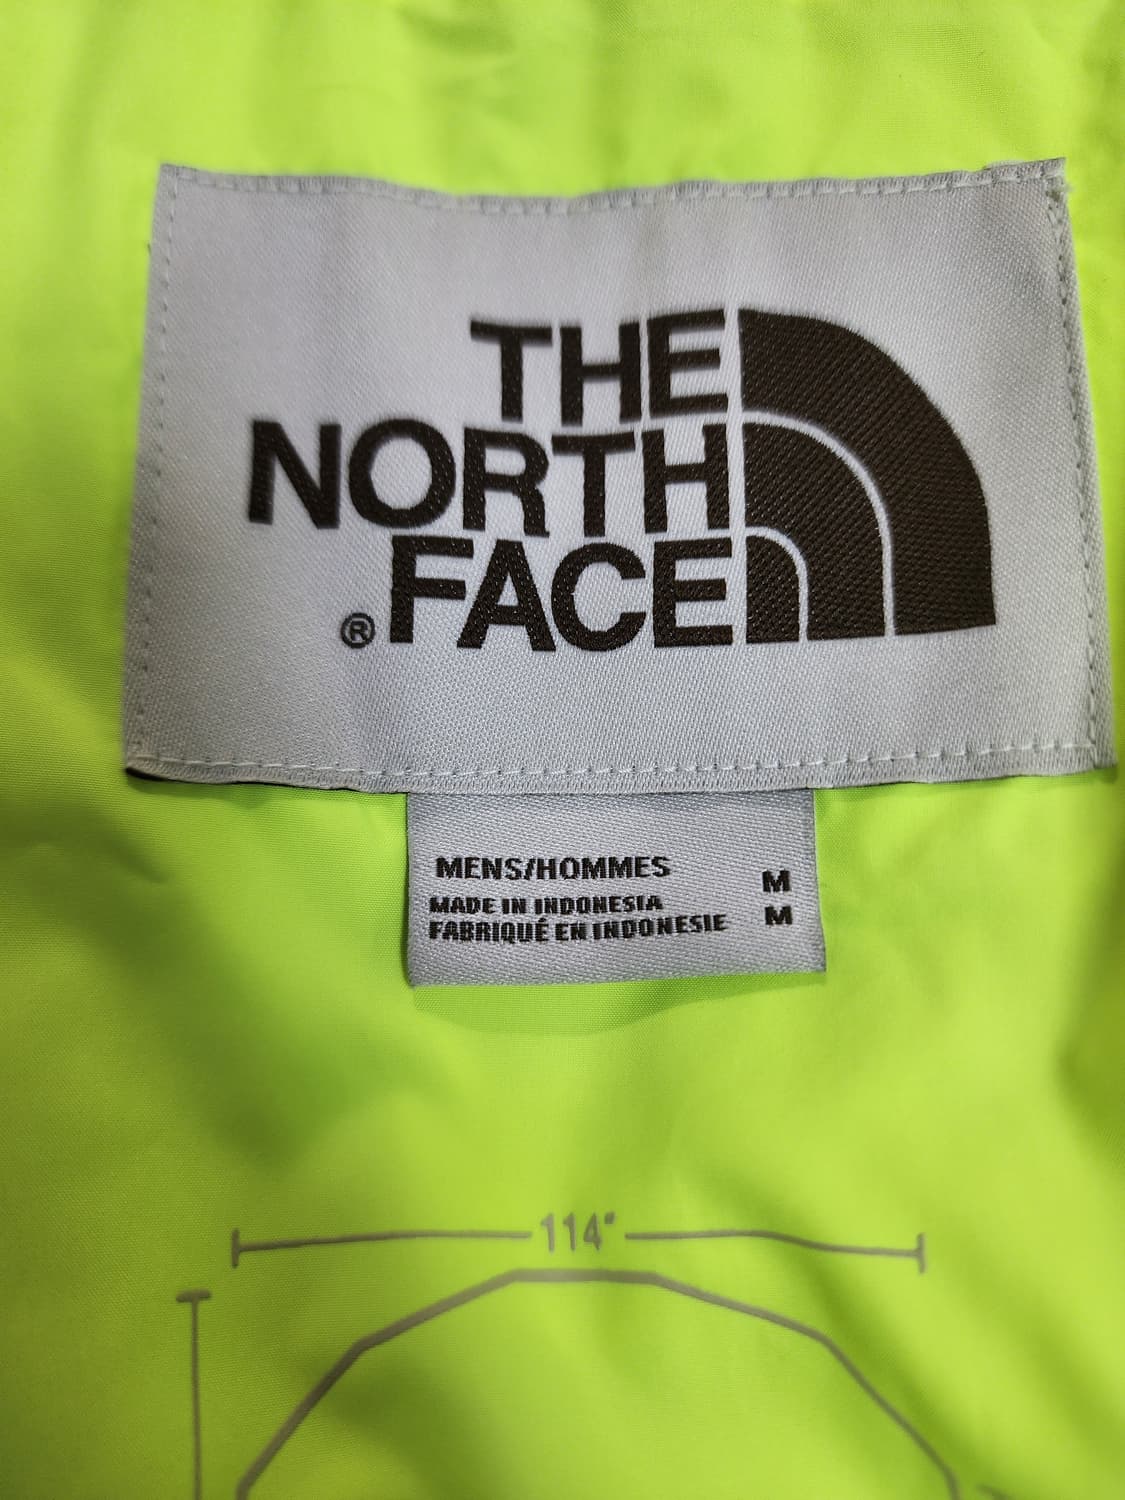 THE
NORTH
FACE
®
MENS/HOMMES M
MADE IN INDONESIA
FABRIQUÉ EN INDONESIE M
114"